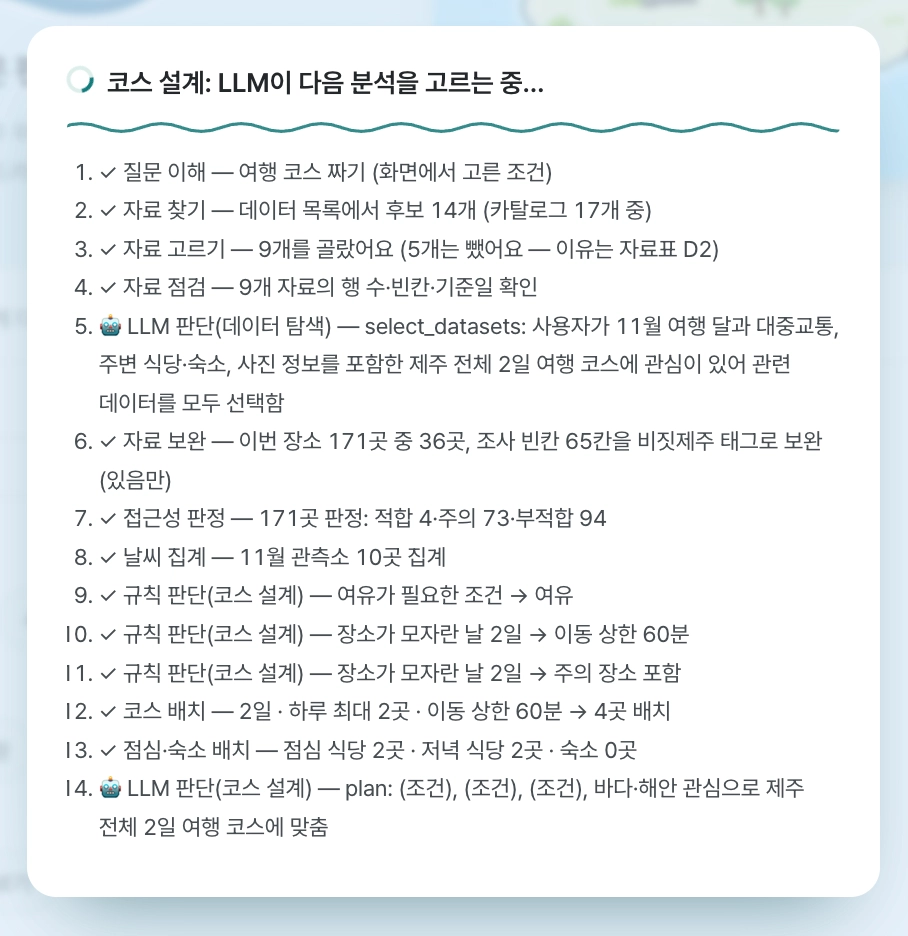 코스 설계: LLM이 다음 분석을 고르는 중...
1. ✓ 질문 이해 — 여행 코스 짜기 (화면에서 고른 조건)
2. ✓ 자료 찾기 — 데이터 목록에서 후보 14개 (카탈로그 17개 중)
3. ✓ 자료 고르기 — 9개를 골랐어요 (5개는 뺐어요 — 이유는 자료표 D2)
4. ✓ 자료 점검 — 9개 자료의 행 수·빈칸·기준일 확인
5. 🤖 LLM 판단(데이터 탐색) — select_datasets: 사용자가 11월 여행 달과 대중교통,
주변 식당·숙소, 사진 정보를 포함한 제주 전체 2일 여행 코스에 관심이 있어 관련
데이터를 모두 선택함
6. ✓ 자료 보완 — 이번 장소 171곳 중 36곳, 조사 빈칸 65칸을 비짓제주 태그로 보완
(있음만)
7. ✓ 접근성 판정 — 171곳 판정: 적합 4·주의 73·부적합 94
8. ✓ 날씨 집계 — 11월 관측소 10곳 집계
9. ✓ 규칙 판단(코스 설계) — 여유가 필요한 조건 → 여유
10. ✓ 규칙 판단(코스 설계) — 장소가 모자란 날 2일 → 이동 상한 60분
11. ✓ 규칙 판단(코스 설계) — 장소가 모자란 날 2일 → 주의 장소 포함
12. ✓ 코스 배치 — 2일 · 하루 최대 2곳 · 이동 상한 60분 → 4곳 배치
13. ✓ 점심·숙소 배치 — 점심 식당 2곳 · 저녁 식당 2곳 · 숙소 0곳
14. 🤖 LLM 판단(코스 설계) — plan: (조건), (조건), (조건), 바다·해안 관심으로 제주
전체 2일 여행 코스에 맞춤